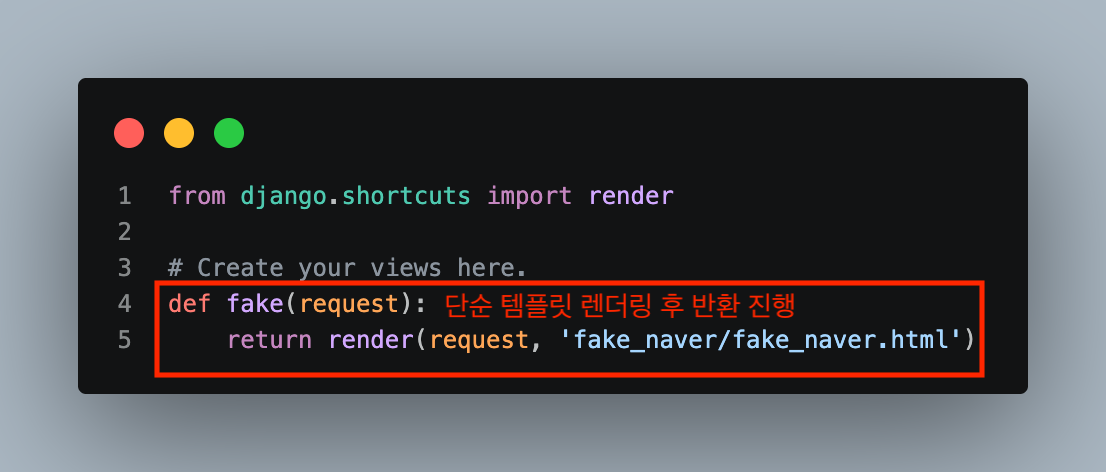 1 from django.shortcuts import render
2
3 # Create your views here.
4 def fake(request): 단순 템플릿 렌더링 후 반환 진행
5     return render(request, 'fake_naver/fake_naver.html')